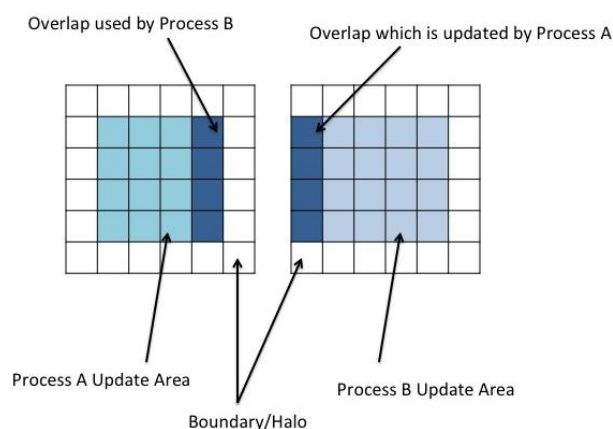 Overlap used by Process B
Overlap which is updated by Process A
Process A Update Area
Process B Update Area
Boundary/Halo